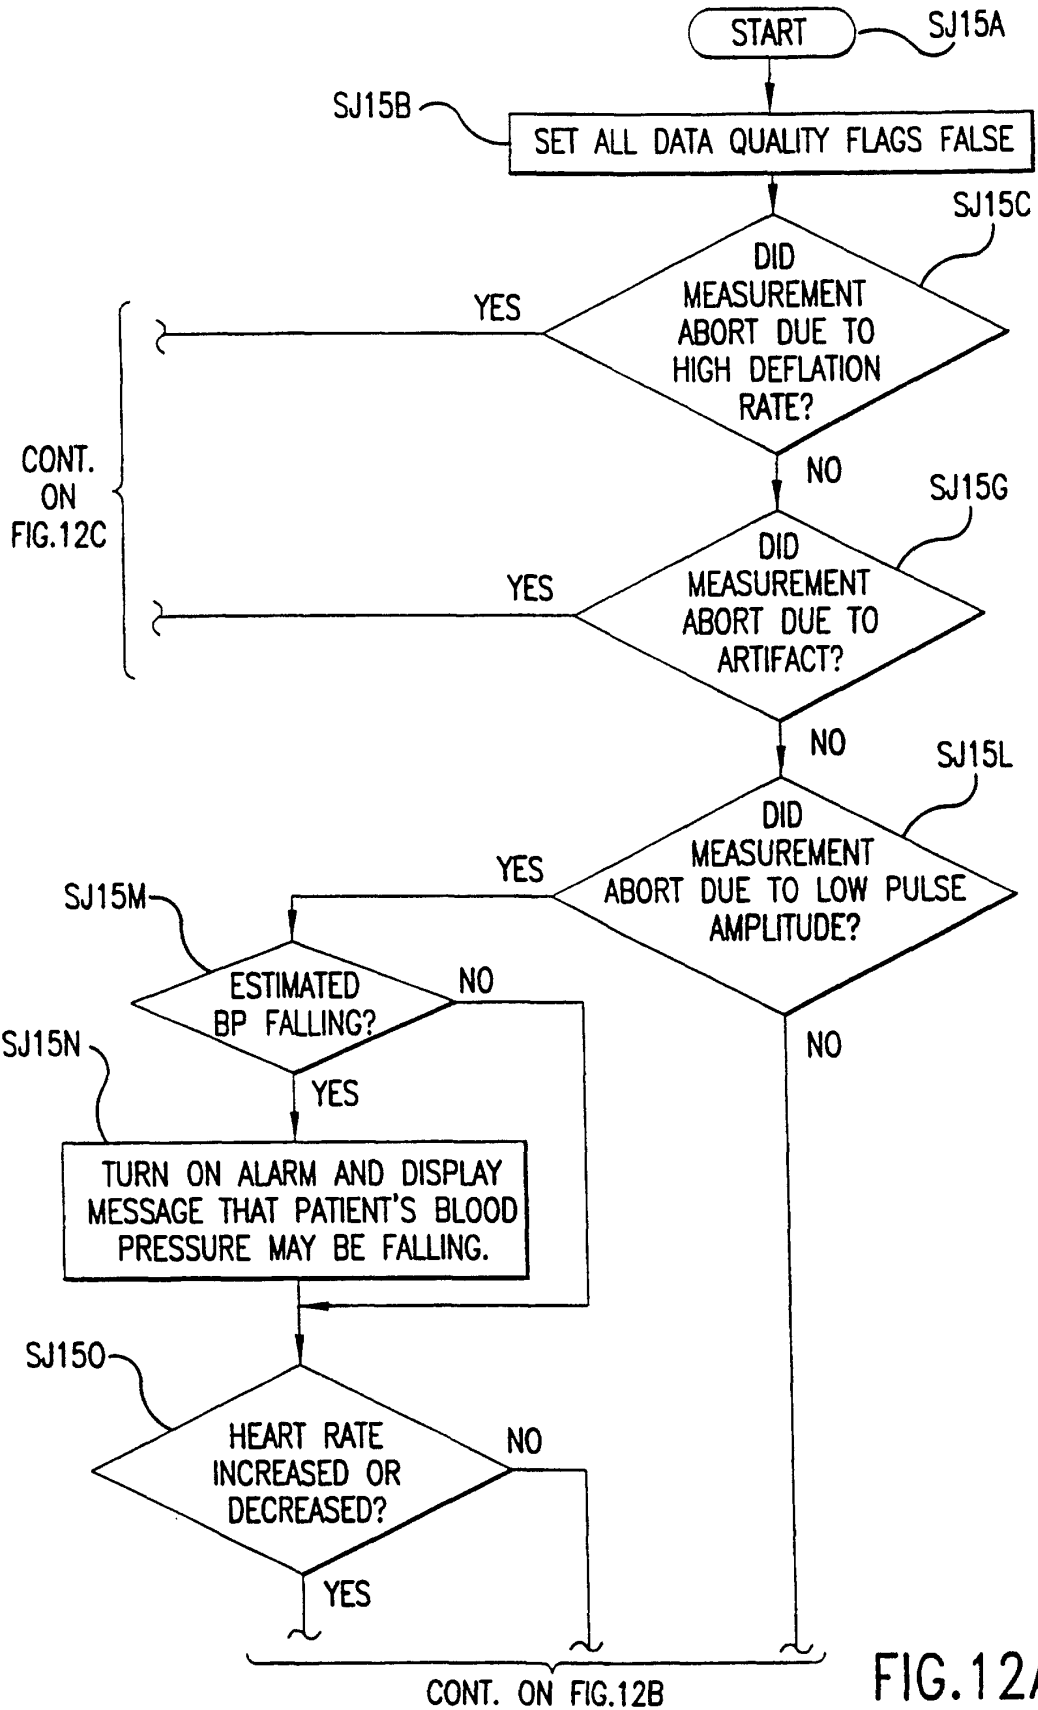 START
SJ15A
SJ15B
SET ALL DATA QUALITY FLAGS FALSE
SJ15C
DID
MEASUREMENT
ABORT DUE TO
HIGH DEFLATION
RATE?
YES
NO
CONT.
ON
FIG.12C
SJ15G
DID
MEASUREMENT
ABORT DUE TO
ARTIFACT?
YES
NO
SJ15L
DID
MEASUREMENT
ABORT DUE TO LOW PULSE
AMPLITUDE?
YES
NO
SJ15M
ESTIMATED
BP FALLING?
NO
YES
SJ15N
TURN ON ALARM AND DISPLAY
MESSAGE THAT PATIENT'S BLOOD
PRESSURE MAY BE FALLING.
SJ15O
HEART RATE
INCREASED OR
DECREASED?
NO
YES
CONT. ON FIG.12B
FIG.12A